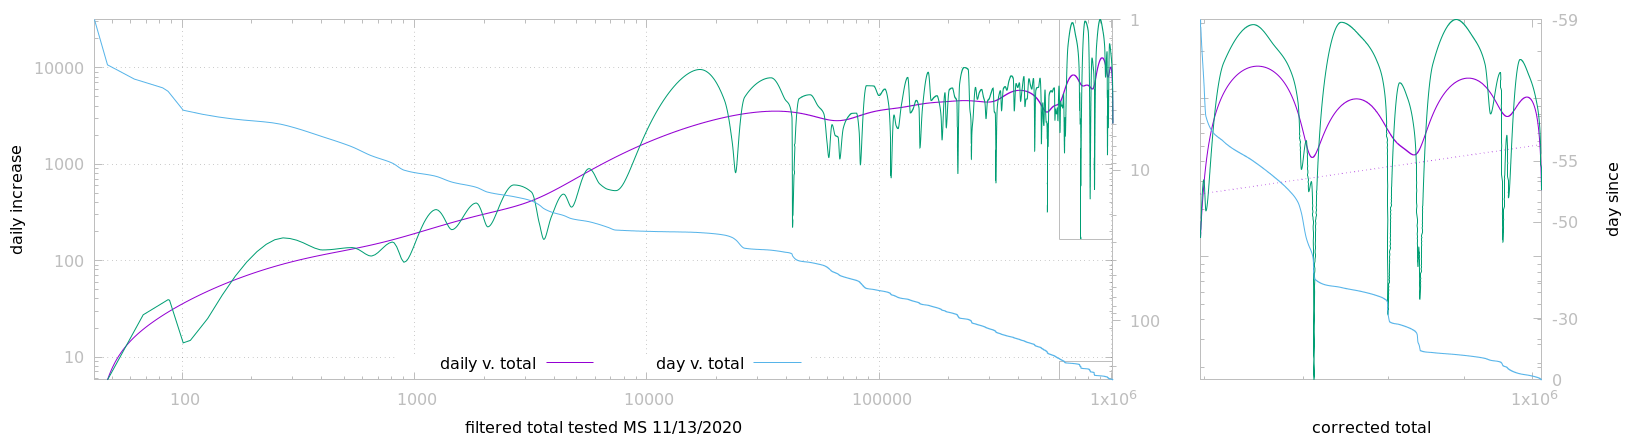 1
-59
10000
daily increase
1000
10
-55
-50
day since
100
100
-30
10
daily v. total
day v. total
0
100
1000
10000
100000
1x10^6
1x10^6
filtered total tested MS 11/13/2020
corrected total